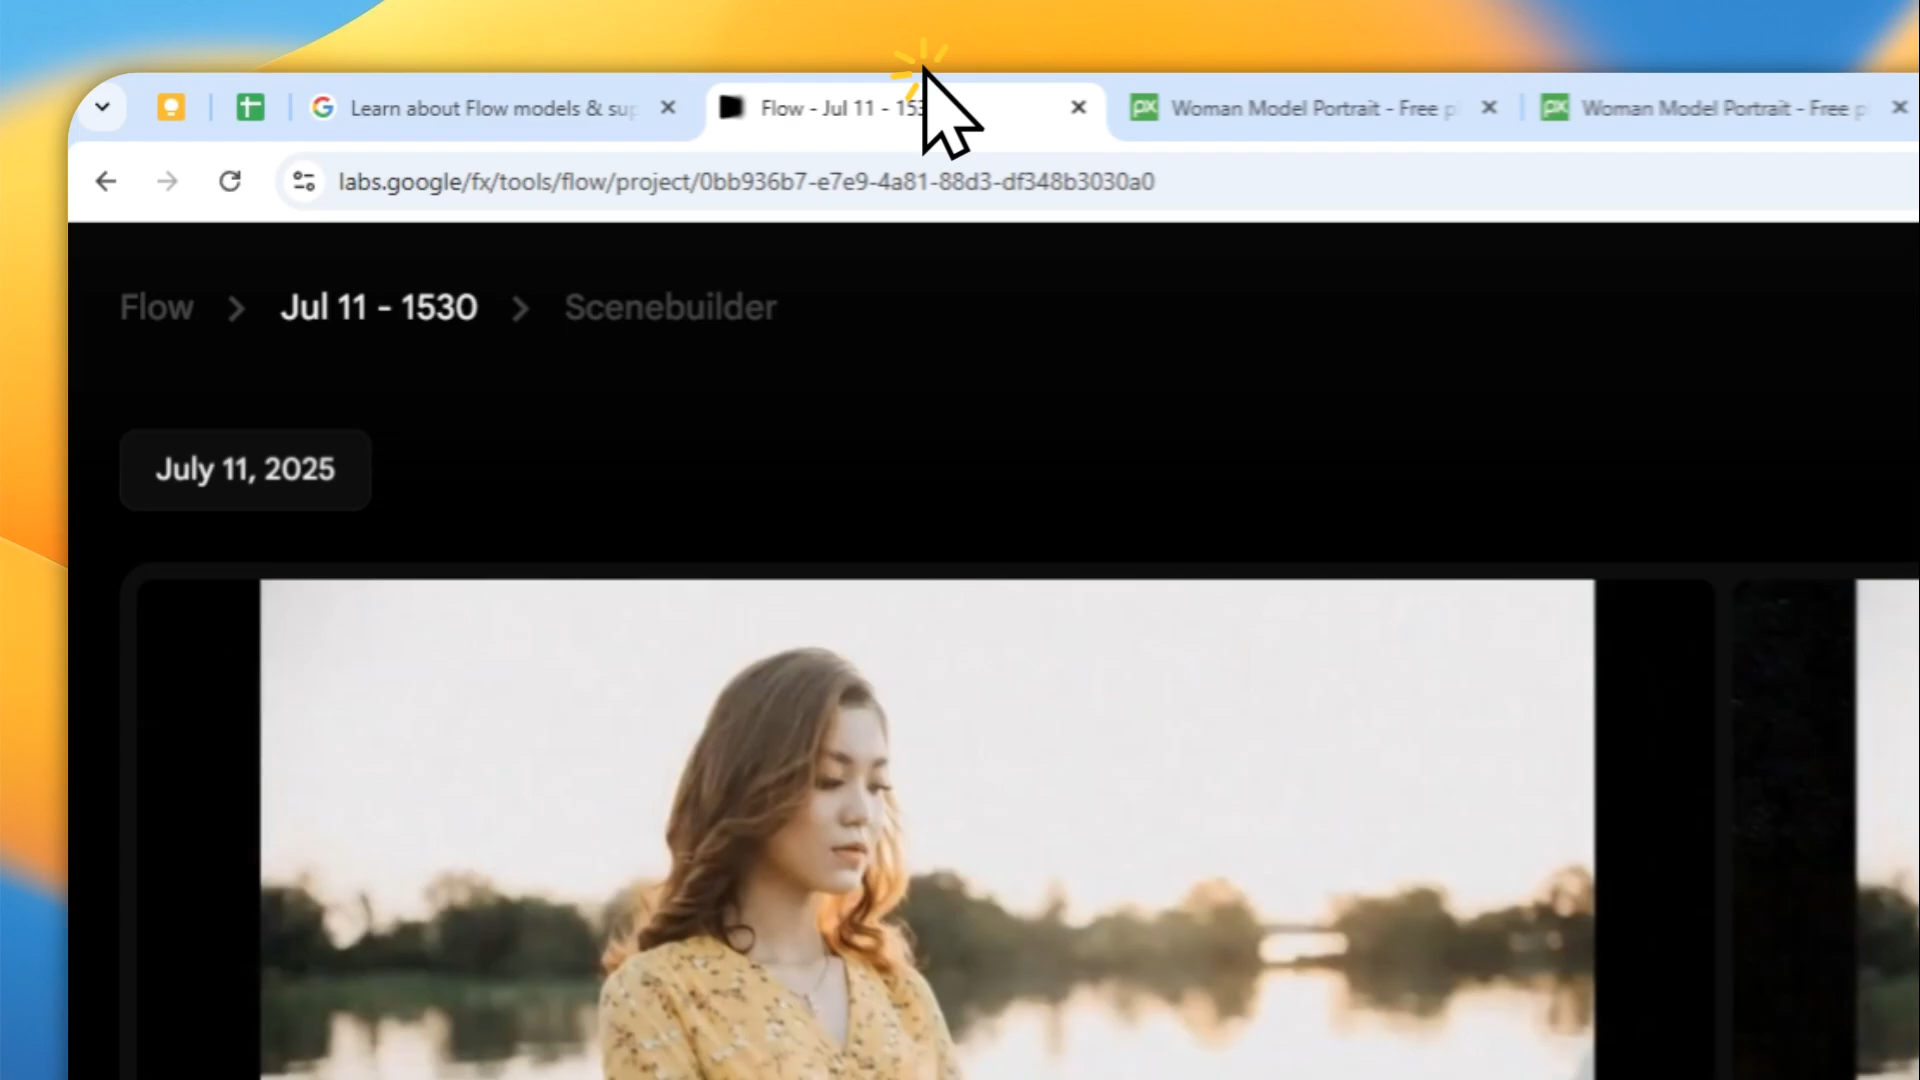 Learn about Flow models & sup
Flow - Jul 11 - 153
Woman Model Portrait - Free p
Woman Model Portrait - Free p
labs.google/fx/tools/flow/project/0bb936b7-e7e9-4a81-88d3-df348b3030a0
Flow > Jul 11 - 1530 > Scenebuilder
July 11, 2025